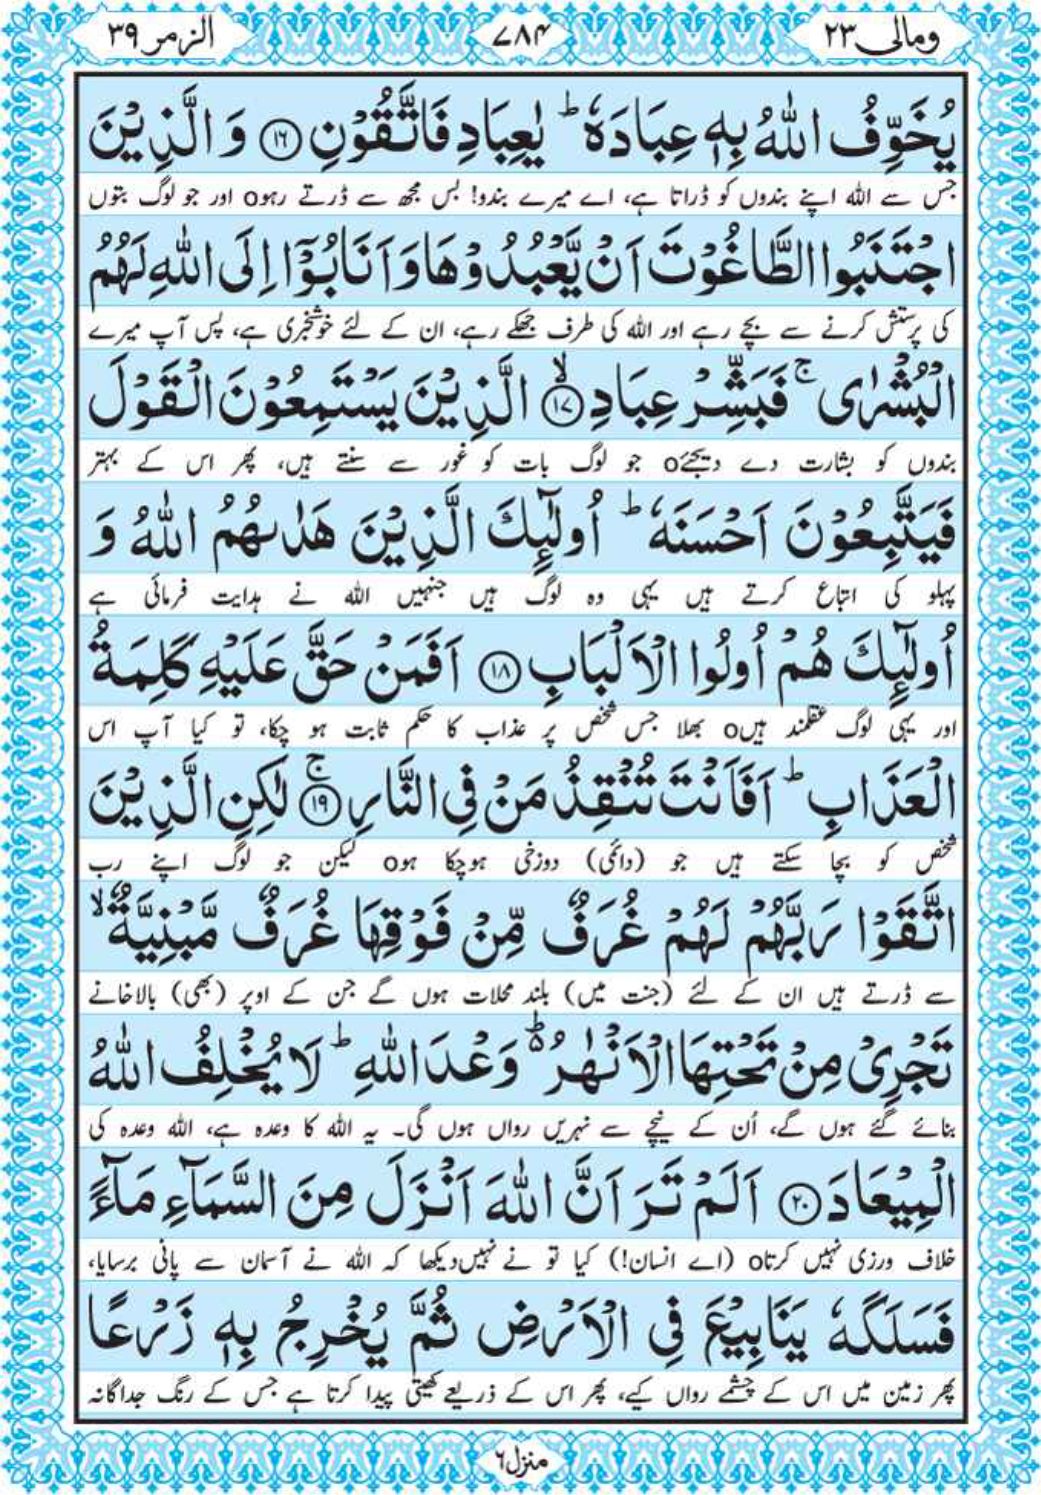 ومالی ۲۳
۷۸۴
الزمر ۳۹
يُخَوِّفُ اللّٰهُ بِهٖ عِبَادَهٗ ؕ يٰعِبَادِ فَاتَّقُوْنِ ﴿۱۶﴾ وَ الَّذِيْنَ
جس سے اللہ اپنے بندوں کو ڈراتا ہے، اے میرے بندو! بس مجھ سے ڈرتے رہوo اور جو لوگ بتوں
اجْتَنَبُوا الطَّاغُوْتَ اَنْ يَّعْبُدُوْهَا وَ اَنَابُوْۤا اِلَى اللّٰهِ لَهُمُ
کی پرستش کرنے سے بچے رہے اور اللہ کی طرف جھکے رہے، ان کے لئے خوشخبری ہے، پس آپ میرے
الْبُشْرٰى ۚ فَبَشِّرْ عِبَادِ ﴿ۙ۱۷﴾ الَّذِيْنَ يَسْتَمِعُوْنَ الْقَوْلَ
بندوں کو بشارت دے دیجئےo جو لوگ بات کو غور سے سنتے ہیں، پھر اس کے بہتر
فَيَتَّبِعُوْنَ اَحْسَنَهٗ ؕ اُولٰٓئِكَ الَّذِيْنَ هَدٰىهُمُ اللّٰهُ وَ
پہلو کی اتباع کرتے ہیں یہی وہ لوگ ہیں جنہیں اللہ نے ہدایت فرمائی ہے
اُولٰٓئِكَ هُمْ اُولُوا الْاَلْبَابِ ﴿۱۸﴾ اَفَمَنْ حَقَّ عَلَيْهِ كَلِمَةُ
اور یہی لوگ عقلمند ہیںo بھلا جس شخص پر عذاب کا حکم ثابت ہو چکا، تو کیا آپ اس
الْعَذَابِ ؕ اَفَاَنْتَ تُنْقِذُ مَنْ فِى النَّارِ ﴿ۚ۱۹﴾ لٰكِنِ الَّذِيْنَ
شخص کو بچا سکتے ہیں جو (دائمی) دوزخی ہوچکا ہوo لیکن جو لوگ اپنے رب
اتَّقَوْا رَبَّهُمْ لَهُمْ غُرَفٌ مِّنْ فَوْقِهَا غُرَفٌ مَّبْنِيَّةٌ ۙ
سے ڈرتے ہیں ان کے لئے (جنت میں) بلند محلات ہوں گے جن کے اوپر (بھی) بالاخانے
تَجْرِىْ مِنْ تَحْتِهَا الْاَنْهٰرُ ؕ۬ وَعْدَ اللّٰهِ ؕ لَا يُخْلِفُ اللّٰهُ
بنائے گئے ہوں گے، اُن کے نیچے سے نہریں رواں ہوں گی۔ یہ اللہ کا وعدہ ہے، اللہ وعدہ کی
الْمِيْعَادَ ﴿۲۰﴾ اَلَمْ تَرَ اَنَّ اللّٰهَ اَنْزَلَ مِنَ السَّمَآءِ مَآءً
خلاف ورزی نہیں کرتاo (اے انسان!) کیا تو نے نہیں دیکھا کہ اللہ نے آسمان سے پانی برسایا،
فَسَلَكَهٗ يَنَابِيْعَ فِى الْاَرْضِ ثُمَّ يُخْرِجُ بِهٖ زَرْعًا
پھر زمین میں اس کے چشمے رواں کیے، پھر اس کے ذریعے کھیتی پیدا کرتا ہے جس کے رنگ جداگانہ
منزل ٦